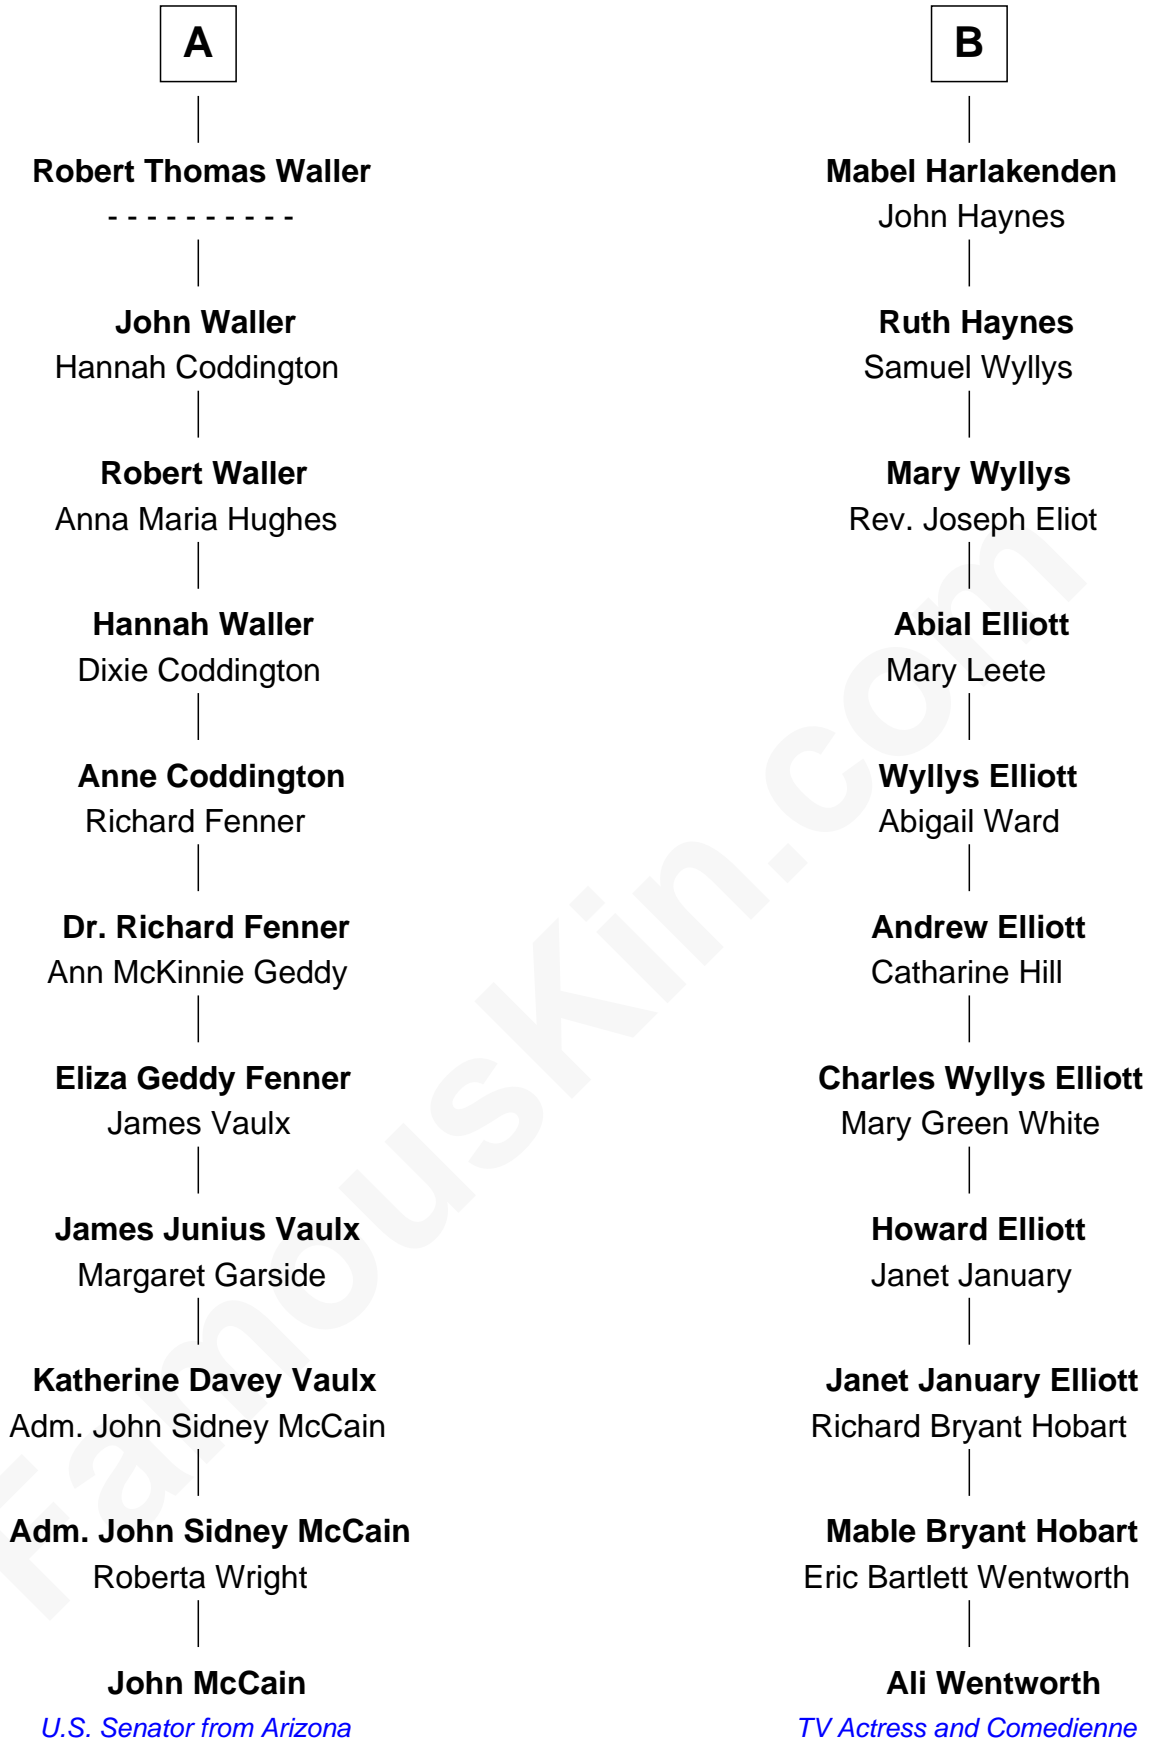 A
Robert Thomas Waller
- - - - - - - - - -
John Waller
Hannah Coddington
Robert Waller
Anna Maria Hughes
Hannah Waller
Dixie Coddington
Anne Coddington
Richard Fenner
Dr. Richard Fenner
Ann McKinnie Geddy
Eliza Geddy Fenner
James Vaulx
James Junius Vaulx
Margaret Garside
Katherine Davey Vaulx
Adm. John Sidney McCain
Adm. John Sidney McCain
Roberta Wright
John McCain
U.S. Senator from Arizona
B
Mabel Harlakenden
John Haynes
Ruth Haynes
Samuel Wyllys
Mary Wyllys
Rev. Joseph Eliot
Abial Elliott
Mary Leete
Wyllys Elliott
Abigail Ward
Andrew Elliott
Catharine Hill
Charles Wyllys Elliott
Mary Green White
Howard Elliott
Janet January
Janet January Elliott
Richard Bryant Hobart
Mable Bryant Hobart
Eric Bartlett Wentworth
Ali Wentworth
TV Actress and Comedienne
FamousKin.com